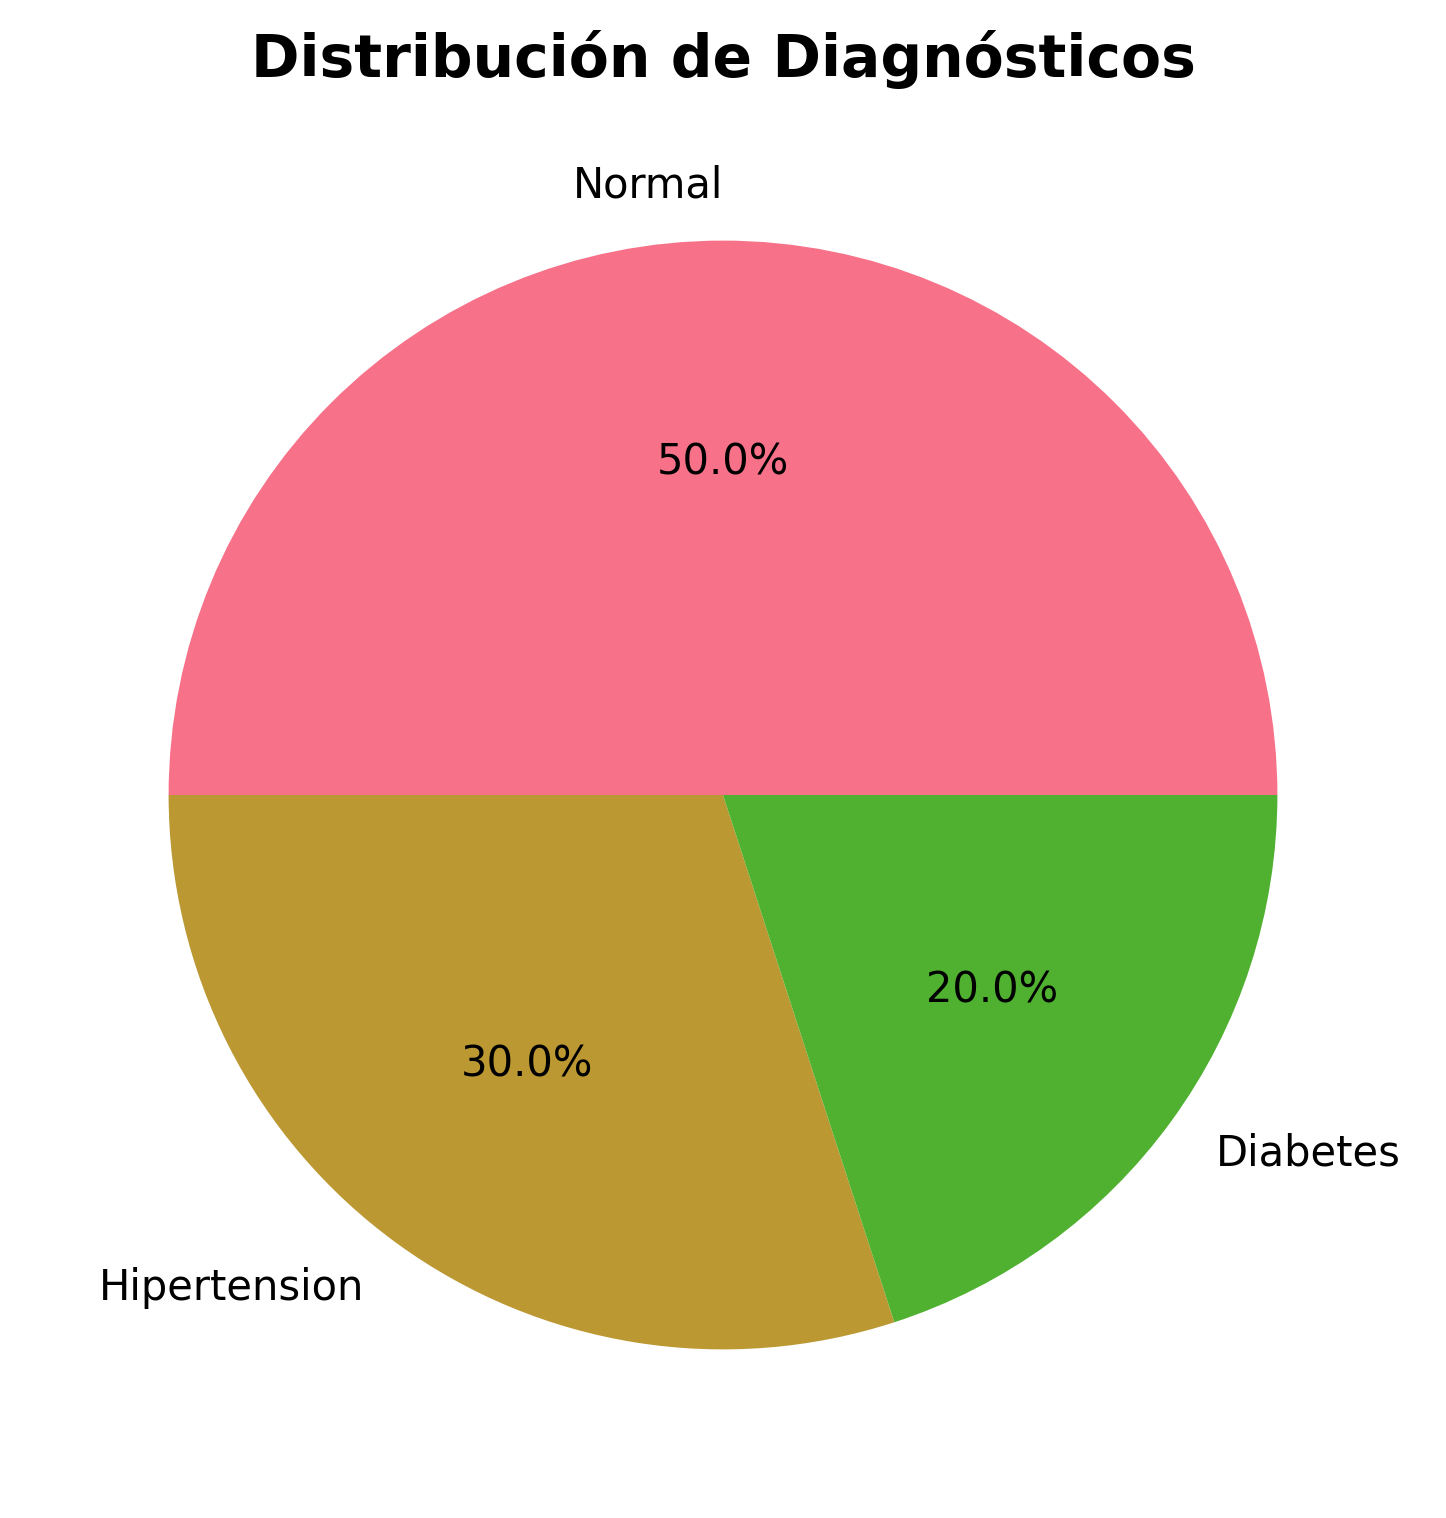 Distribución de Diagnósticos
Normal
50.0%
20.0%
30.0%
Diabetes
Hipertension